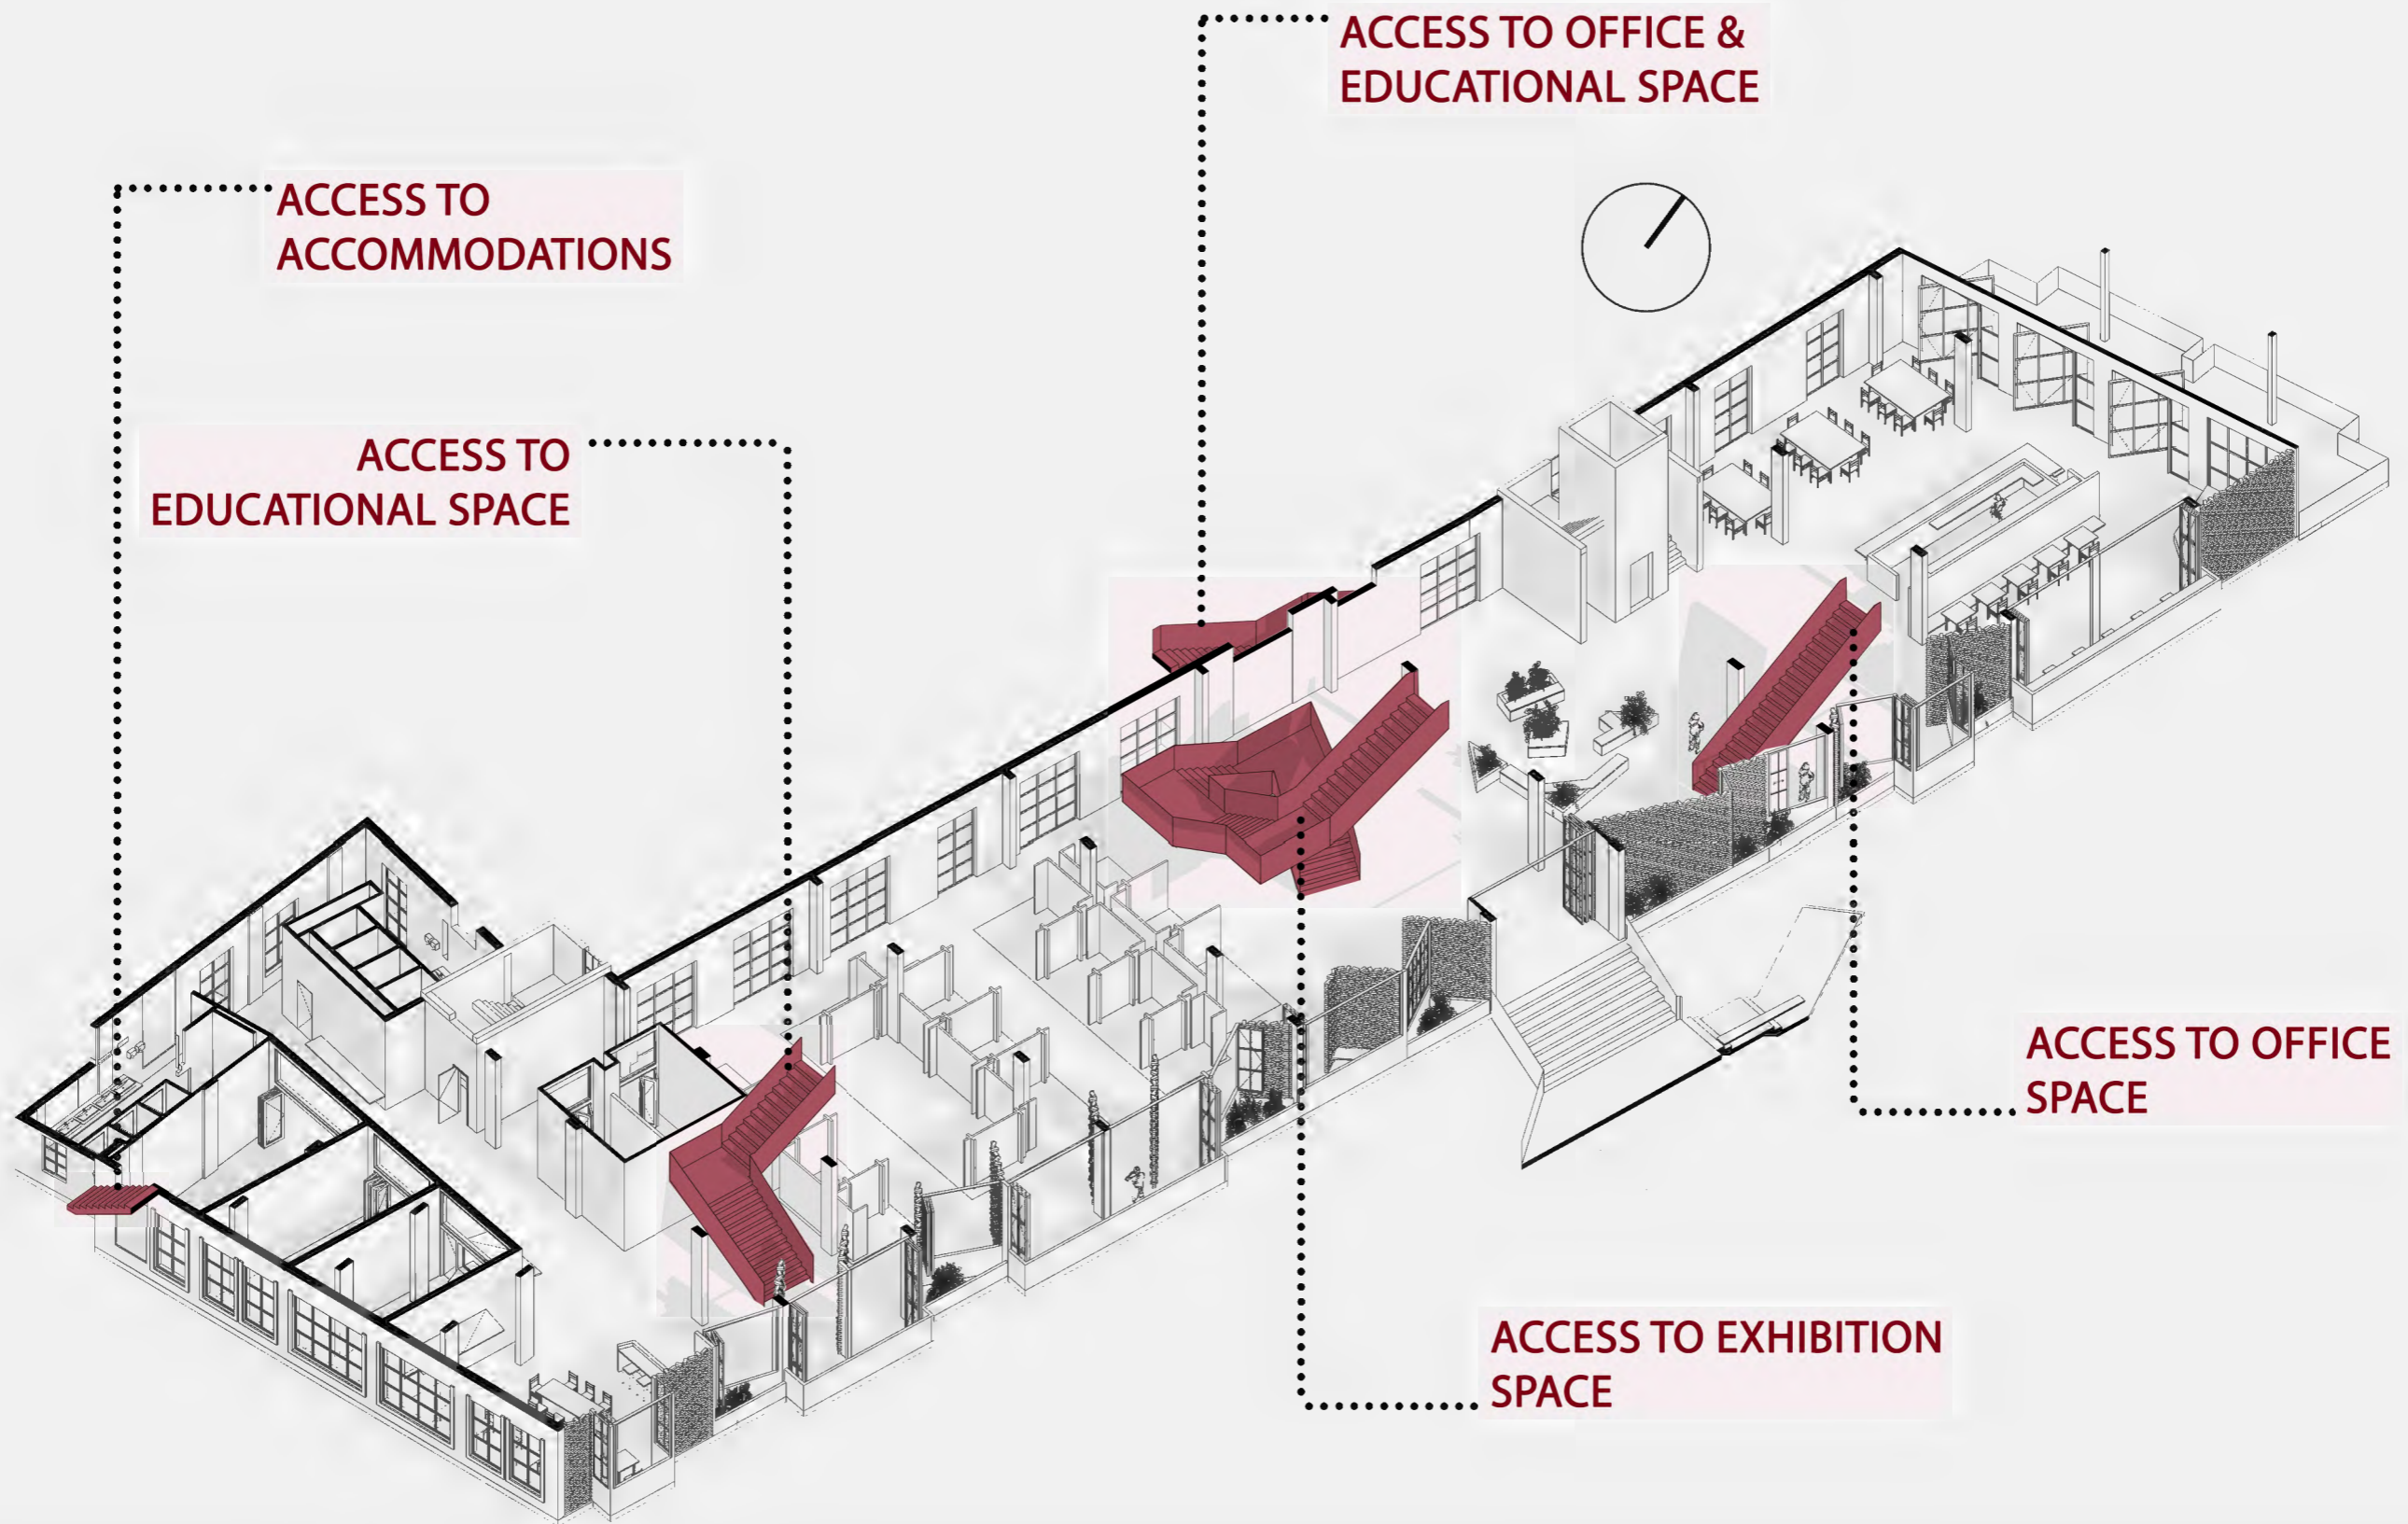 ACCESS TO OFFICE &
EDUCATIONAL SPACE
ACCESS TO
ACCOMMODATIONS
ACCESS TO
EDUCATIONAL SPACE
ACCESS TO OFFICE
SPACE
ACCESS TO EXHIBITION
SPACE